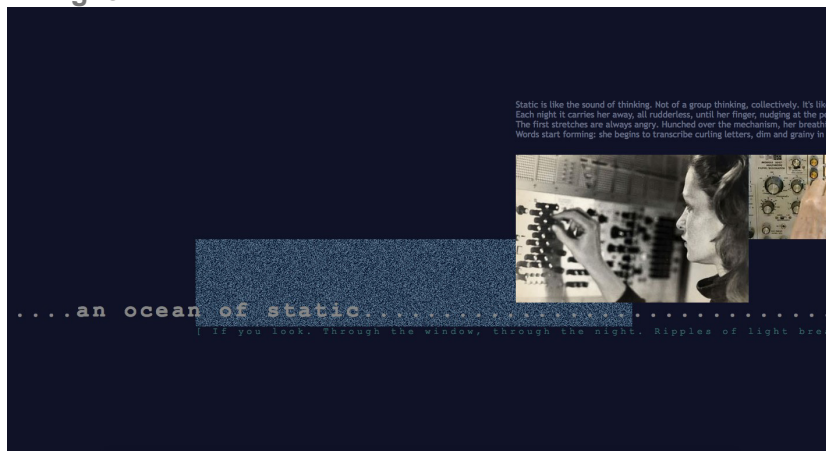 Static is like the sound of thinking. Not of a group thinking, collectively. It's lik
Each night it carries her away, all rudderless, until her finger, nudging at the po
The first stretches are always angry. Hunched over the mechanism, her breath
Words start forming: she begins to transcribe curling letters, dim and grainy in
....an ocean of static................................
[ If you look. Through the window, through the night. Ripples of light brea